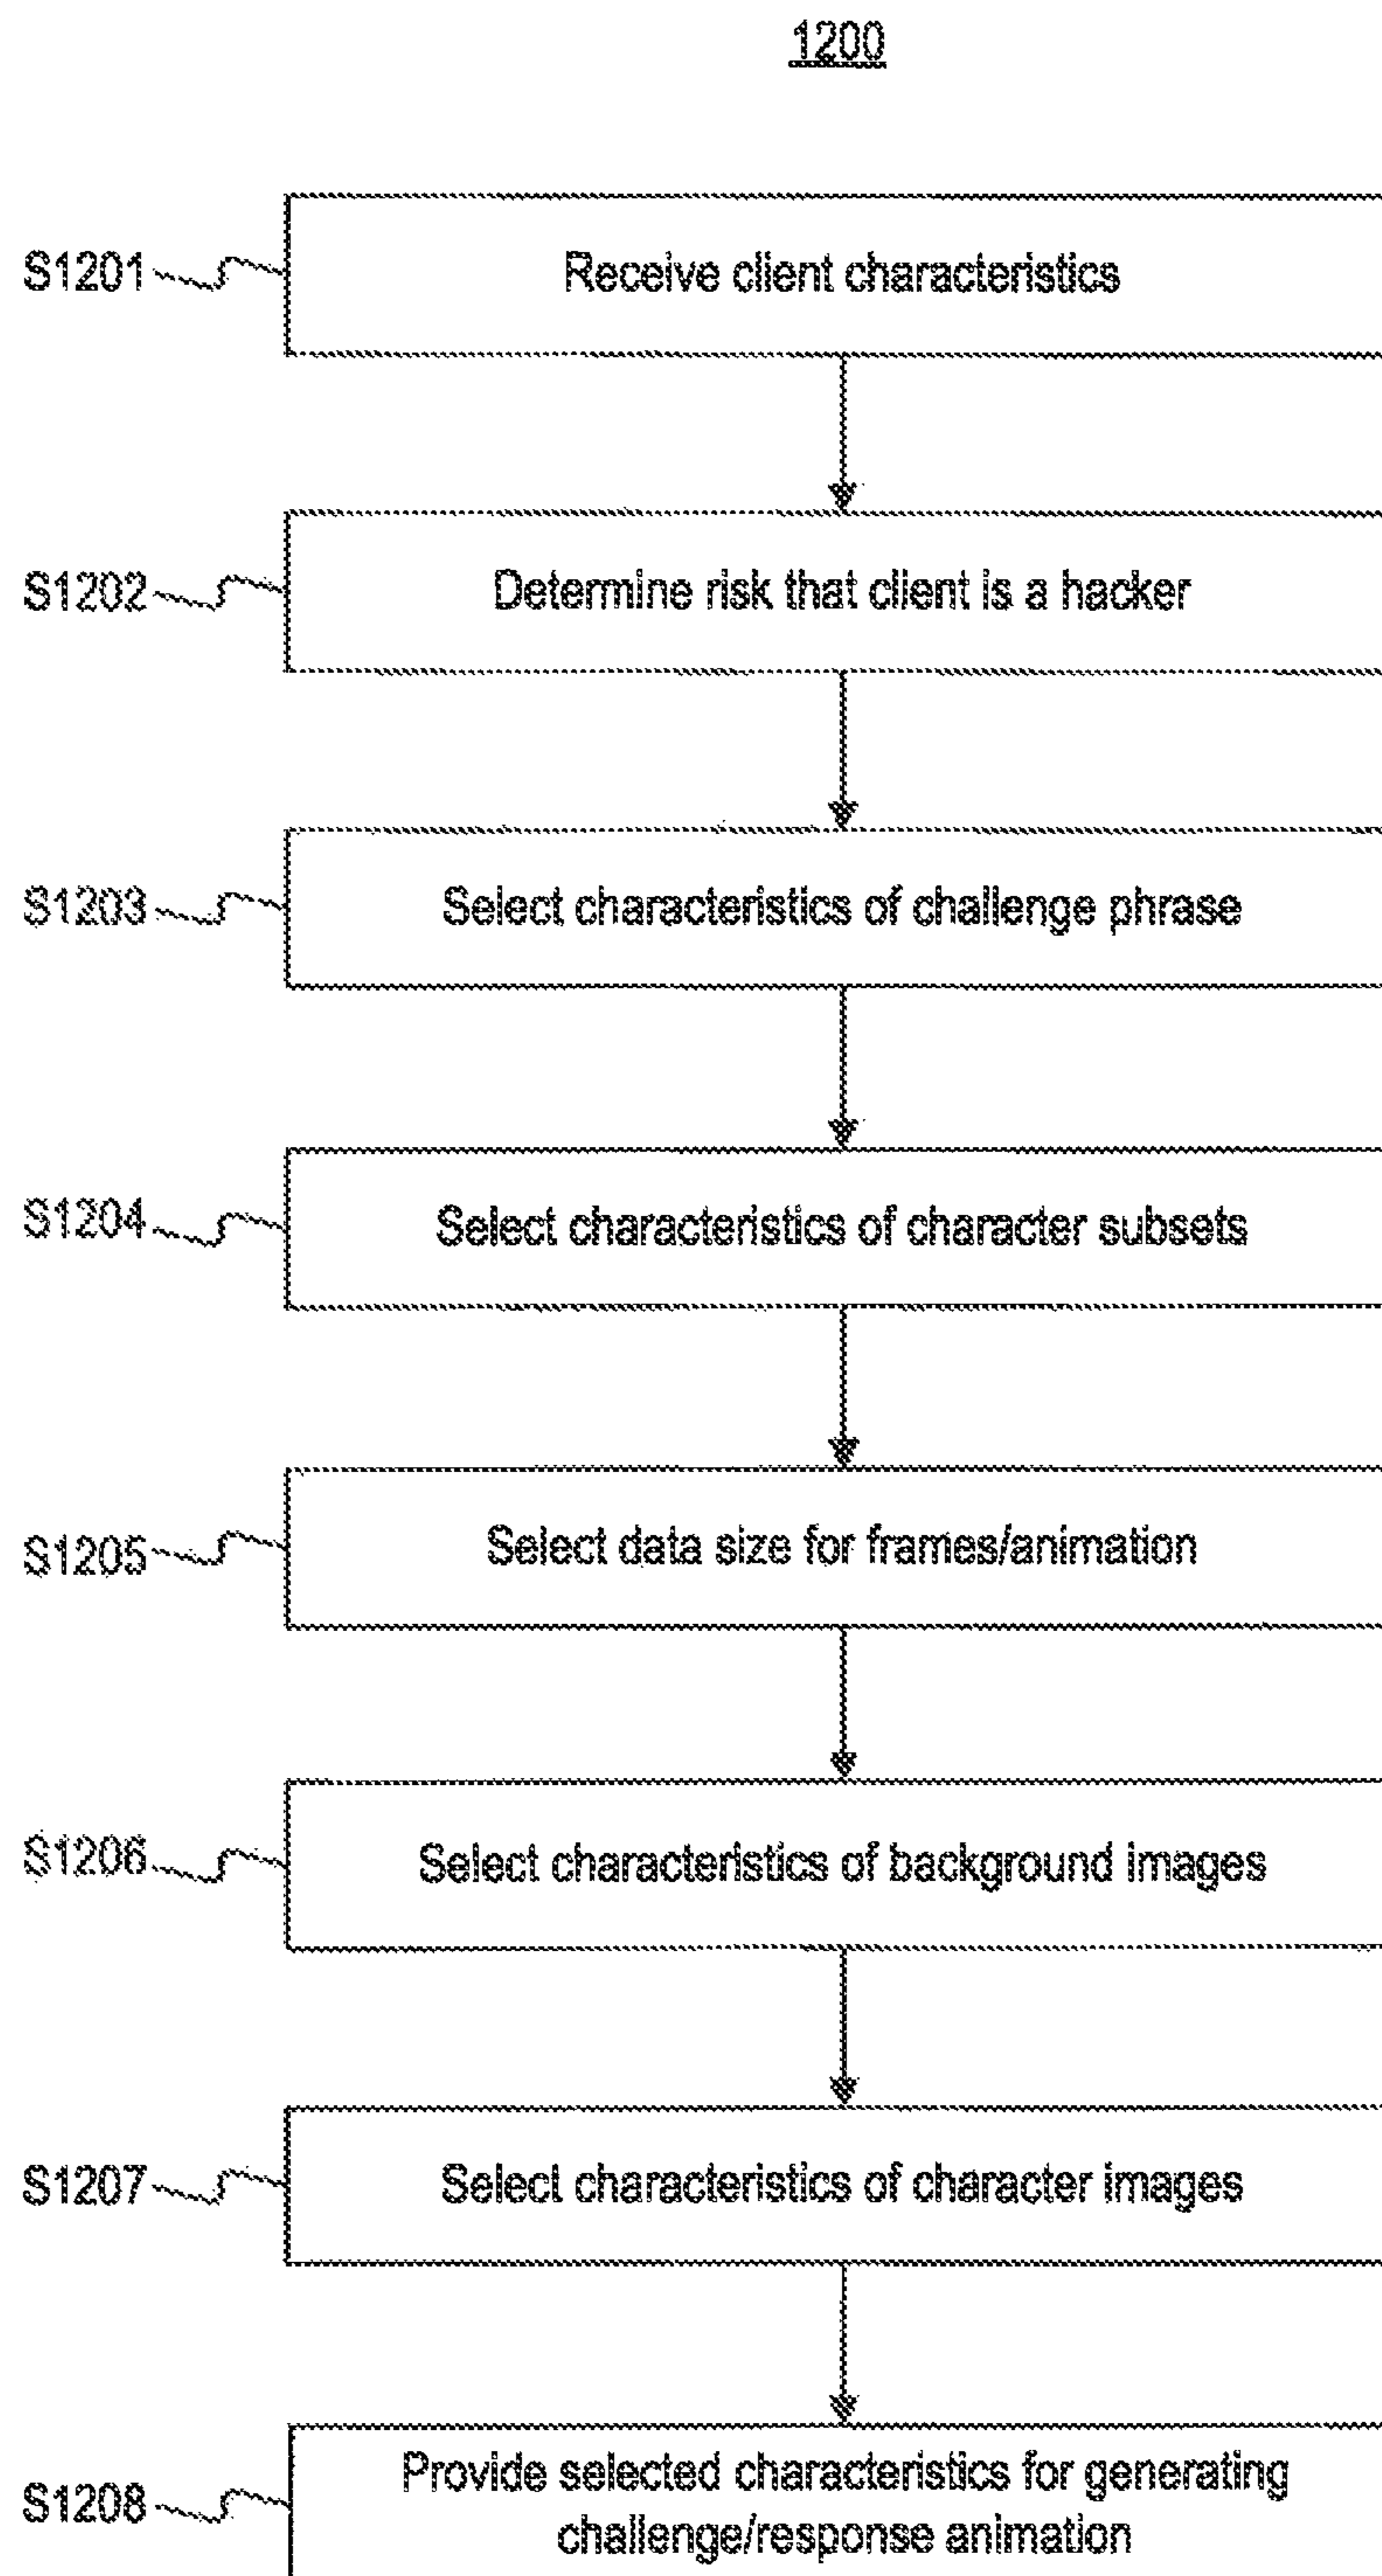 1200
S1201
Receive client characteristics
S1202
Determine risk that client is a hacker
S1203
Select characteristics of challenge phrase
S1204
Select characteristics of character subsets
S1205
Select data size for frames/animation
S1206
Select characteristics of background images
S1207
Select characteristics of character images
S1208
Provide selected characteristics for generating
challenge/response animation